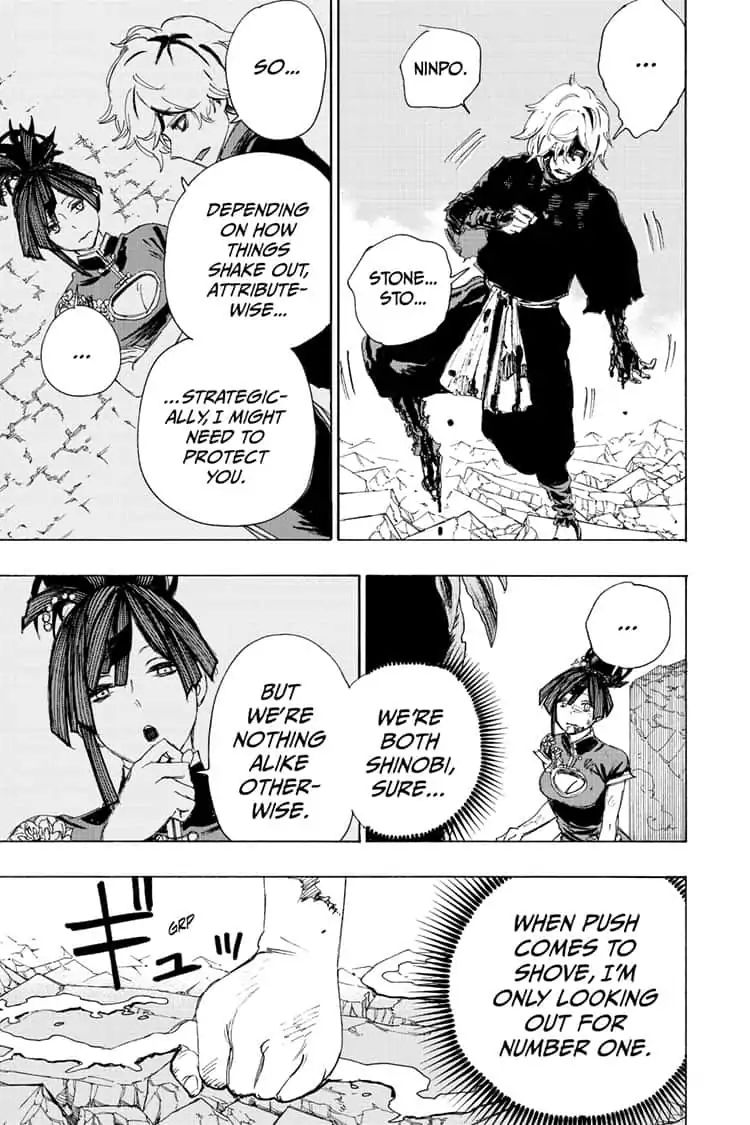 ...
NINPO.
STONE...
STO...
SO...
DEPENDING
ON HOW
THINGS
SHAKE OUT,
ATTRIBUTE-
WISE...
...STRATEGIC-
ALLY, I MIGHT
NEED TO
PROTECT
YOU.
...
...
WE'RE
BOTH
SHINOBI,
SURE...
BUT
WE'RE
NOTHING
ALIKE
OTHER-
WISE.
WHEN PUSH
COMES TO
SHOVE, I'M
ONLY LOOKING
OUT FOR
NUMBER ONE.
ギュッ
GRP